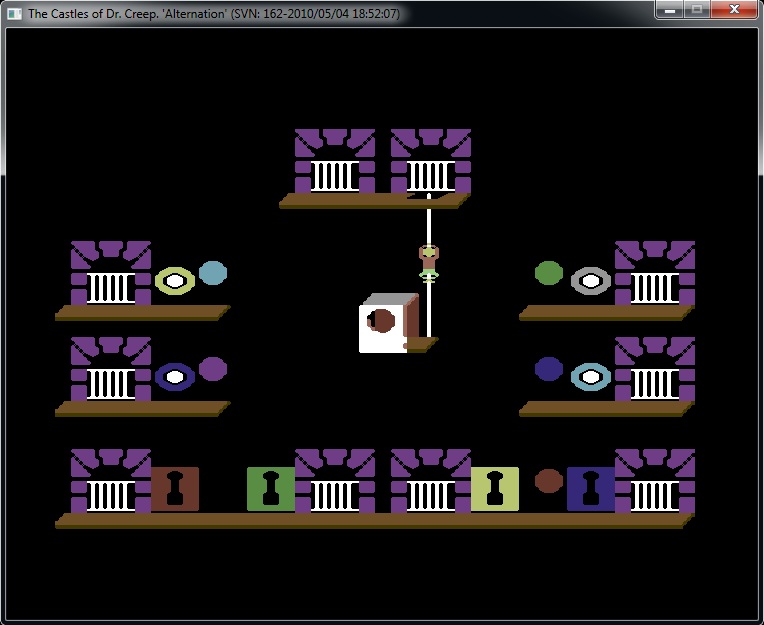 The Castles of Dr. Creep. 'Alternation' (SVN: 162-2010/05/04 18:52:07)